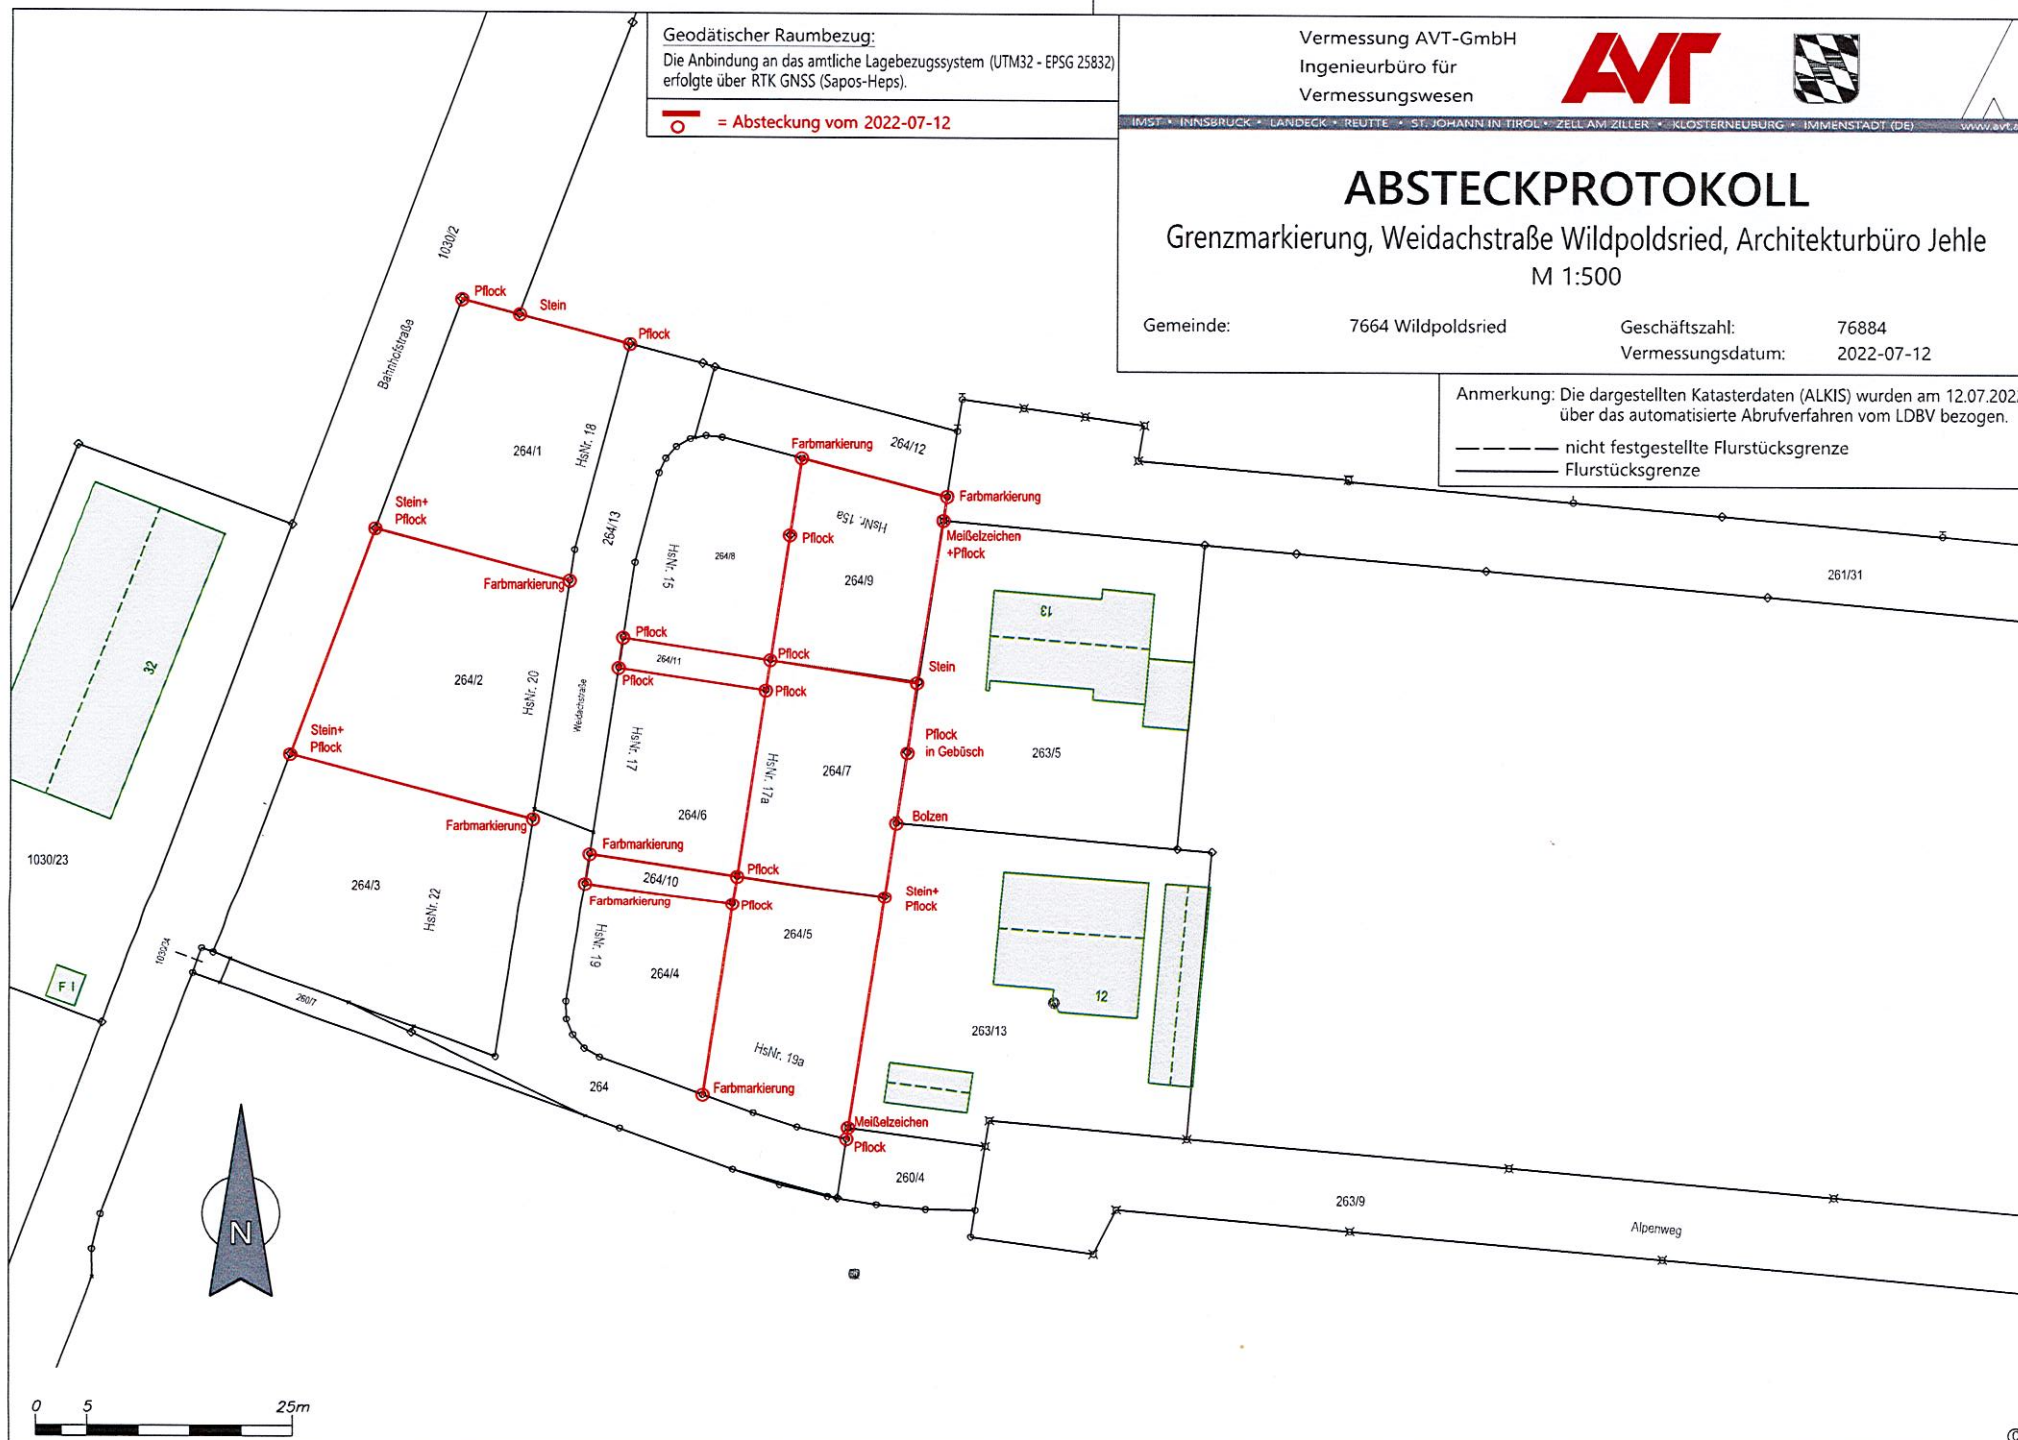 Geodätischer Raumbezug:
Die Anbindung an das amtliche Lagebezugssystem (UTM32 - EPSG 25832)
erfolgte über RTK GNSS (Sapos-Heps).
= Absteckung vom 2022-07-12
Vermessung AVT-GmbH
Ingenieurbüro für
Vermessungswesen
AVT
IMST • INNSBRUCK • LANDECK • REUTTE • ST. JOHANN IN TIROL • ZELL AM ZILLER • KLOSTERNEUBURG • IMMENSTADT (DE)
ABSTECKPROTOKOLL
Grenzmarkierung, Weidachstraße Wildpoldsried, Architekturbüro Jehle
M 1:500
Gemeinde: 7664 Wildpoldsried
Geschäftszahl: 76884
Vermessungsdatum: 2022-07-12
Anmerkung: Die dargestellten Katasterdaten (ALKIS) wurden am 12.07.202
über das automatisierte Abrufverfahren vom LDBV bezogen.
nicht festgestellte Flurstücksgrenze
Flurstücksgrenze
1030/2
Pflock
Stein
Pflock
Bahnhofstraße
264/1
HsNr. 18
Farbmarkierung
264/12
Farbmarkierung
Stein+
Pflock
264/13
HsNr. 15a
Pflock
Meißelzeichen
+Pflock
HsNr. 15
264/8
264/9
261/31
Farbmarkierung
13
32
Pflock
264/11
Pflock
Stein
Pflock
Pflock
264/2
HsNr. 20
Weidachstraße
Stein+
Pflock
HsNr. 17
HsNr. 17a
264/7
Pflock
in Gebüsch
263/5
264/6
Farbmarkierung
Bolzen
Farbmarkierung
1030/23
264/3
HsNr. 22
264/10
Pflock
Stein+
Pflock
Farbmarkierung
Pflock
264/5
HsNr. 19
264/4
1030/24
260/7
F 1
12
263/13
HsNr. 19a
264
Farbmarkierung
Meißelzeichen
Pflock
260/4
263/9
Alpenweg
N
0 5 25m